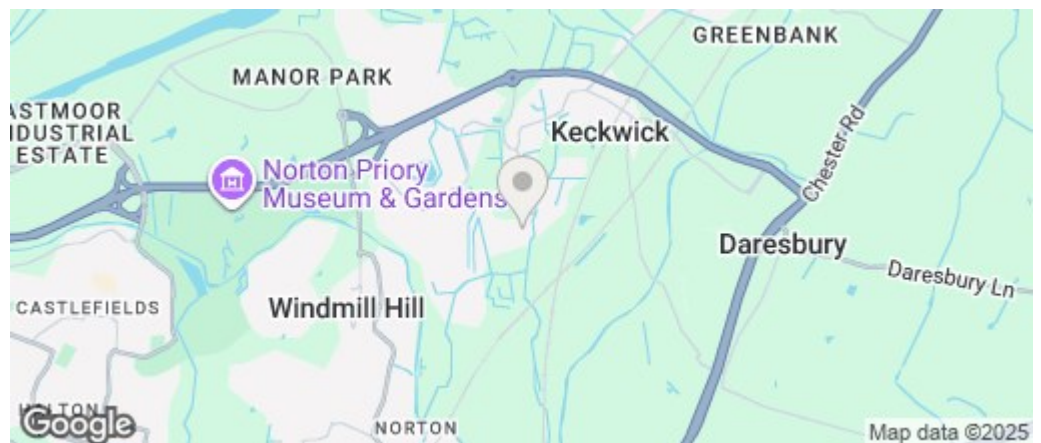 GREENBANK
MANOR PARK
ASTMOOR
NDUSTRIAL
ESTATE
Keckwick
Chester Rd
Norton Priory
Museum & Gardens
Daresbury
Daresbury Ln
CASTLEFIELDS
Windmill Hill
NORTON
Google
Map data ©2025